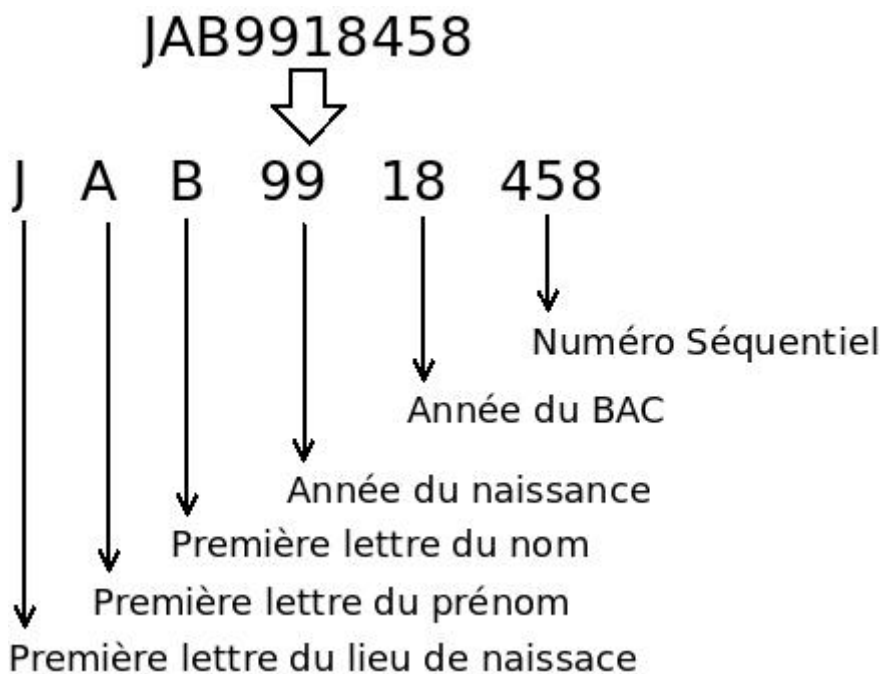 JAB9918458
J A B 99 18 458
Numéro Séquentiel
Année du BAC
Année du naissance
Première lettre du nom
Première lettre du prénom
Première lettre du lieu de naissace